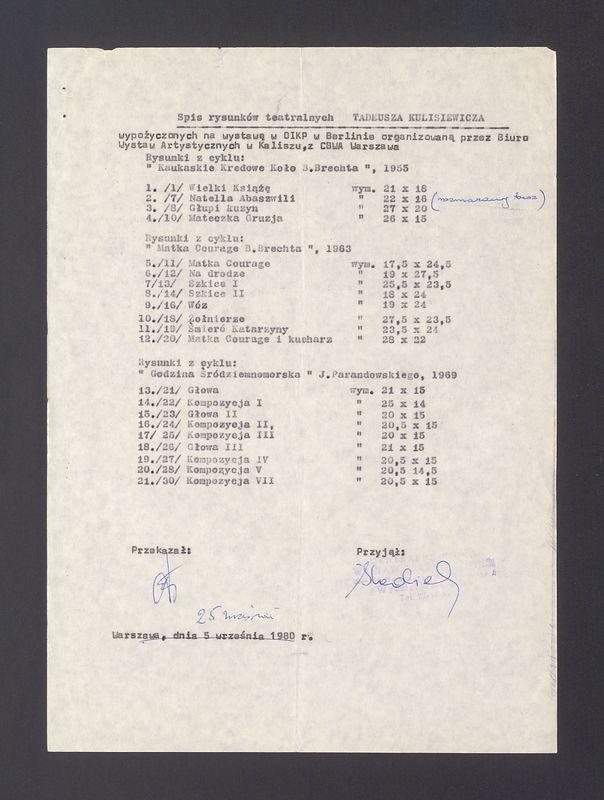 Spis rysunków teatralnych TADEUSZA KULISIEWICZA
wypożyczonych na wystawę w OIKP w Berlinie organizowaną przez Biuro
Wystaw Artystycznych w Kaliszu,z CBWA Warszawa
Rysunki z cyklu:
" Kaukaskie Kredowe Koło B.Brechta ", 1955
1. /1/ Wielki Książę wym. 21 x 18
2. /7/ Natella Abaszwili " 22 x 16 (rozmazany tusz)
3. /8/ Głupi kuzyn " 27 x 20
4./10/ Mateczka Gruzja " 26 x 15
Rysunki z cyklu:
" Matka Courage B.Brechta ", 1963
5./11/ Matka Courage wym. 17,5 x 24,5
6./12/ Na drodze " 19 x 27,5
7/13/ Szkice I " 25,5 x 23,5
8./14/ Szkice II " 18 x 24
9./16/ Wóz " 19 x 24
10./18/ Żołnierze " 27,5 x 23,5
11./19/ Śmierć Katarzyny " 23,5 x 24
12./20/ Matka Courage i kucharz " 28 x 22
Rysunki z cyklu:
" Godzina Śródziemnomorska " J.Parandowskiego, 1969
13./21/ Głowa wym. 21 x 15
14./22/ Kompozycja I " 25 x 14
15./23/ Głowa II " 20 x 15
16./24/ Kompozycja II, " 20,5 x 15
17/ 25/ Kompozycja III " 20 x 15
18./26/ Głowa III " 21 x 15
19./27/ Kompozycja IV " 20,5 x 15
20./28/ Kompozycja V " 20,5 14,5
21./30/ Kompozycja VII " 20,5 x 15
Przekazał: Przyjął:
25 wrześni
Warszawa, dnia 5 września 1980 r.